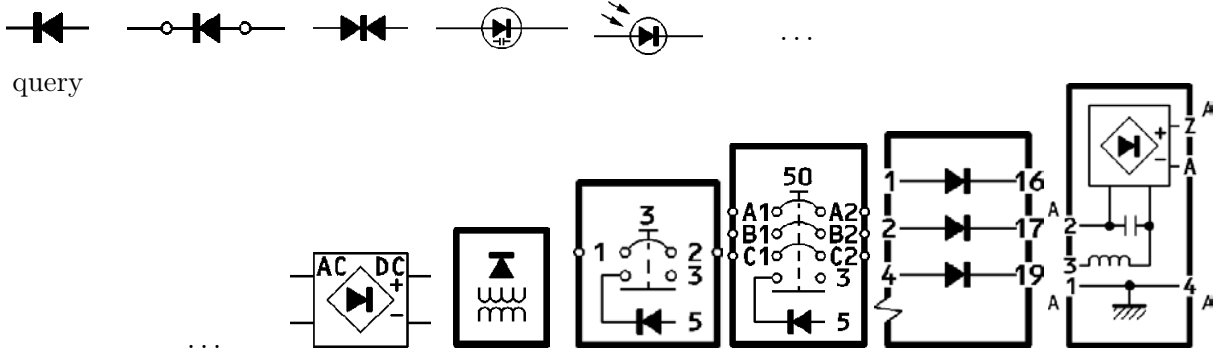 . . .
query
. . .
AC DC
+
−
3
1 2
3
5
50
A1 A2
B1 B2
C1 C2
3
5
1 16
2 17
4 19
+ Z
− A
A
A
2
3
1 4
A A